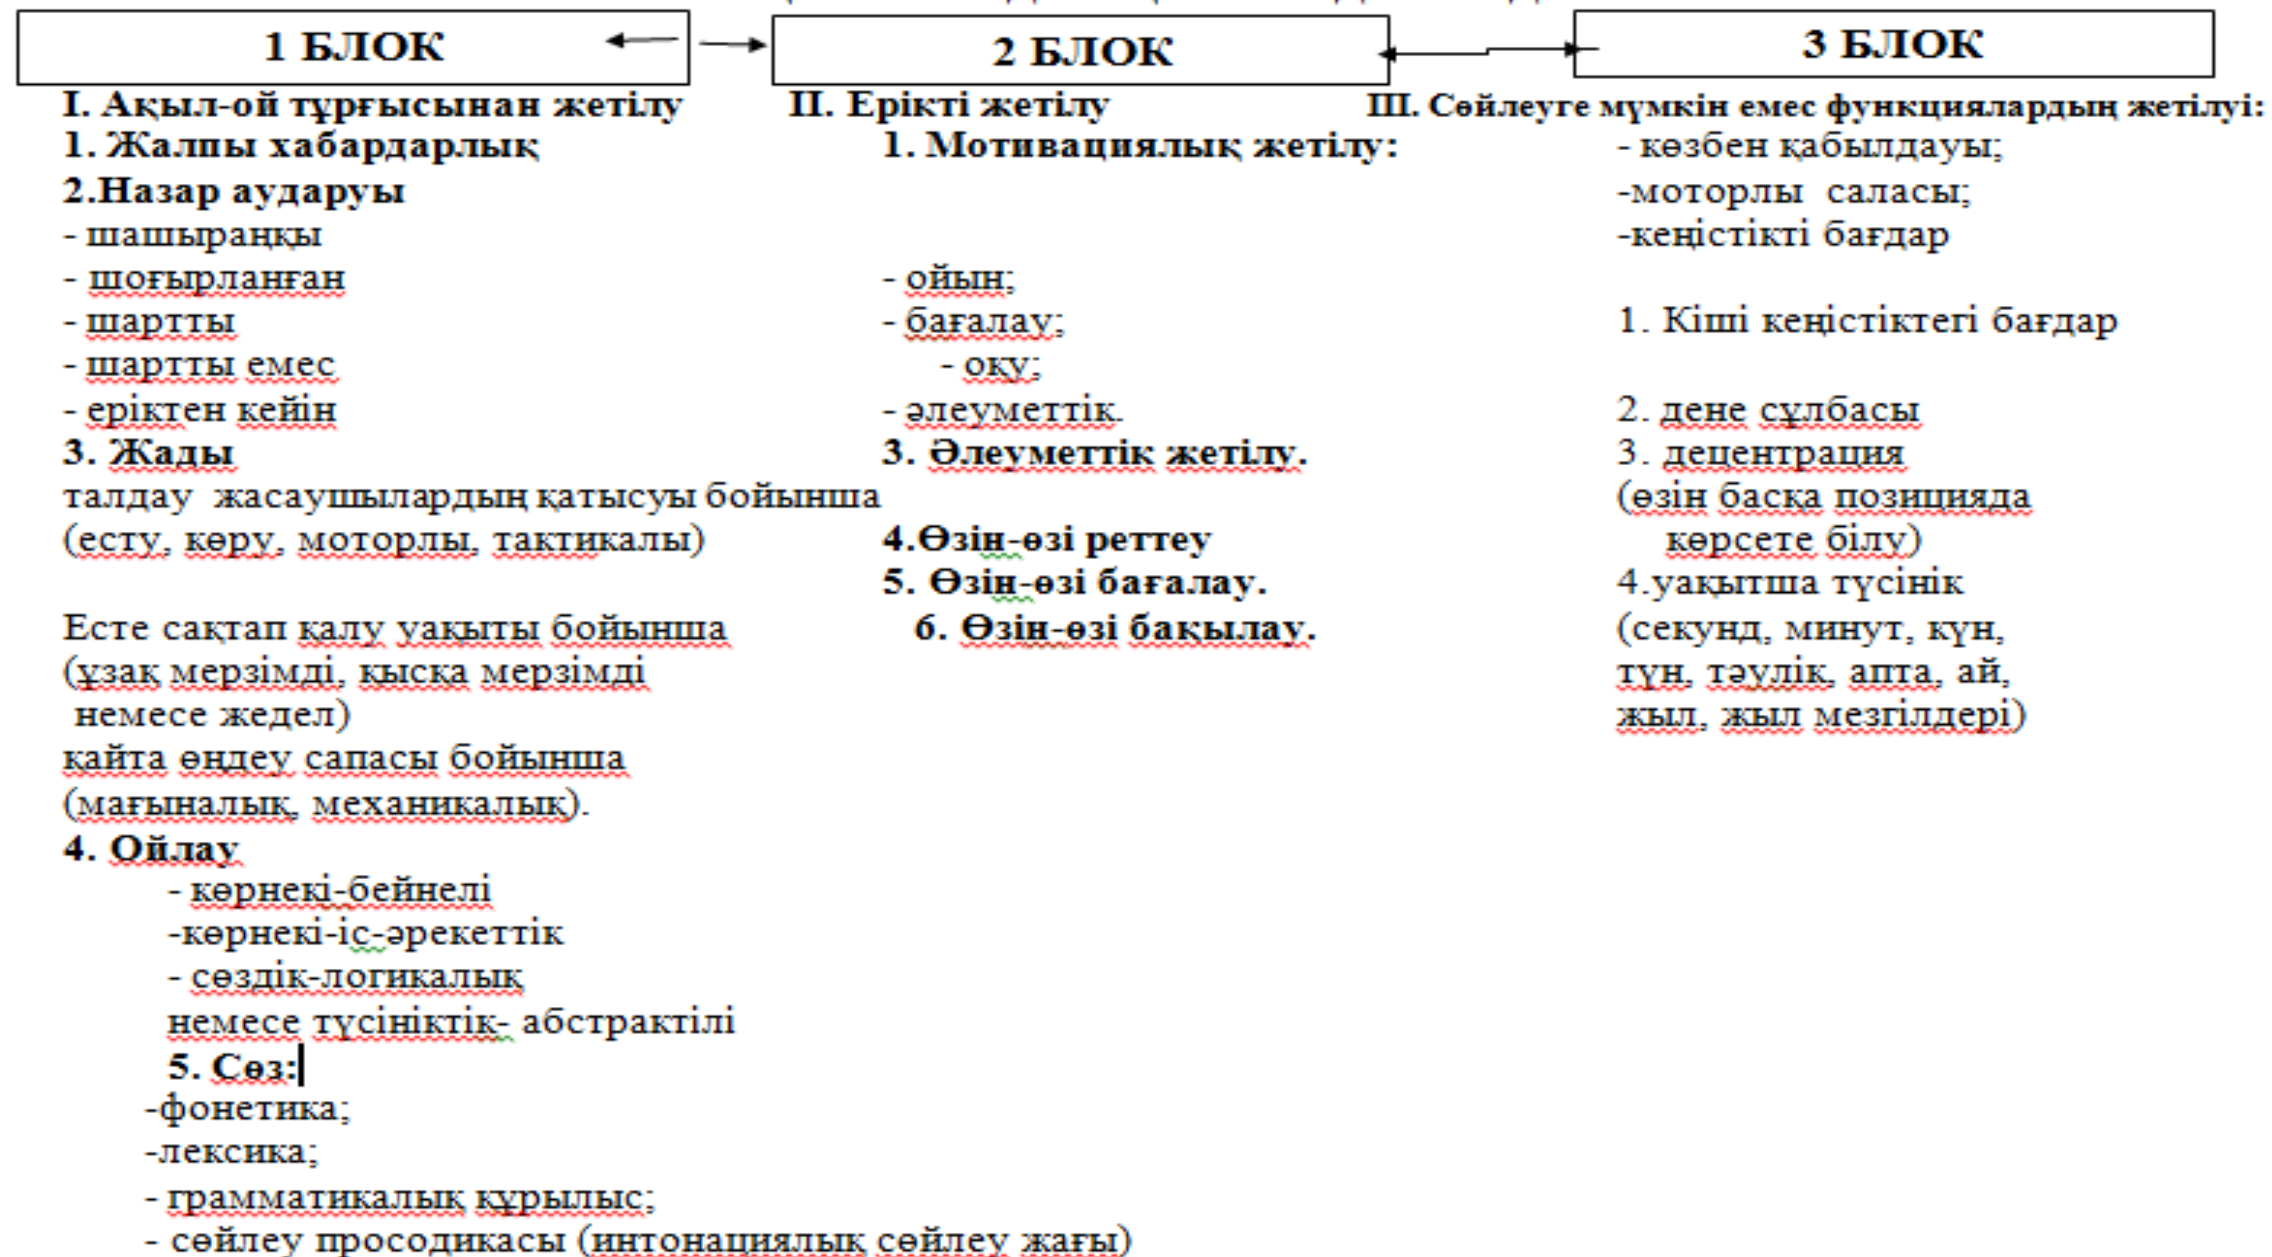 1 БЛОК
I. Ақыл-ой тұрғысынан жетілу
1. Жалпы хабардарлық
2.Назар аударуы
- шашыраңқы
- шоғырланған
- шартты
- шартты емес
- еріктен кейін
3. Жады
талдау жасаушылардың қатысуы бойынша
(есту, көру, моторлы, тактикалы)
Есте сақтап қалу уақыты бойынша
(ұзақ мерзімді, қысқа мерзімді
немесе жедел)
қайта өңдеу сапасы бойынша
(мағыналық, механикалық).
4. Ойлау
- көрнекі-бейнелі
-көрнекі-іс-әрекеттік
- сөздік-логикалық
немесе түсініктік- абстрактілі
5. Сөз:
-фонетика;
-лексика;
- грамматикалық құрылыс;
- сөйлеу просодикасы (интонациялық сөйлеу жағы)
2 БЛОК
II. Ерікті жетілу
1. Мотивациялық жетілу:
- ойын;
- бағалау;
- оқу;
- әлеуметтік.
3. Әлеуметтік жетілу.
4.Өзін-өзі реттеу
5. Өзін-өзі бағалау.
6. Өзін-өзі бақылау.
3 БЛОК
III. Сөйлеуге мүмкін емес функциялардың жетілуі:
- көзбен қабылдауы;
-моторлы саласы;
-кеңістікті бағдар
1. Кіші кеңістіктегі бағдар
2. дене сұлбасы
3. децентрация
(өзін басқа позицияда
көрсете білу)
4.уақытша түсінік
(секунд, минут, күн,
түн, тәулік, апта, ай,
жыл, жыл мезгілдері)